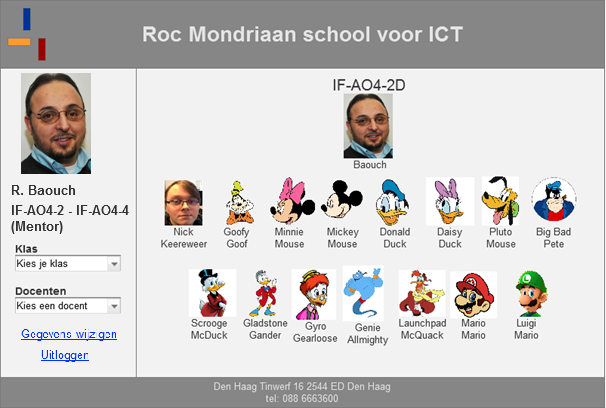 Roc Mondriaan school voor ICT
R. Baouch
IF-AO4-2 - IF-AO4-4
(Mentor)
Klas
Kies je klas
Docenten
Kies een docent
Gegevens wijzigen
Uitloggen
IF-AO4-2D
Baouch
Nick
Keereweer
Goofy
Goof
Minnie
Mouse
Mickey
Mouse
Donald
Duck
Daisy
Duck
Pluto
Mouse
Big Bad
Pete
Scrooge
McDuck
Gladstone
Gander
Gyro
Gearloose
Genie
Allmighty
Launchpad
McQuack
Mario
Mario
Luigi
Mario
Den Haag Tinwerf 16 2544 ED Den Haag
tel: 088 6663600